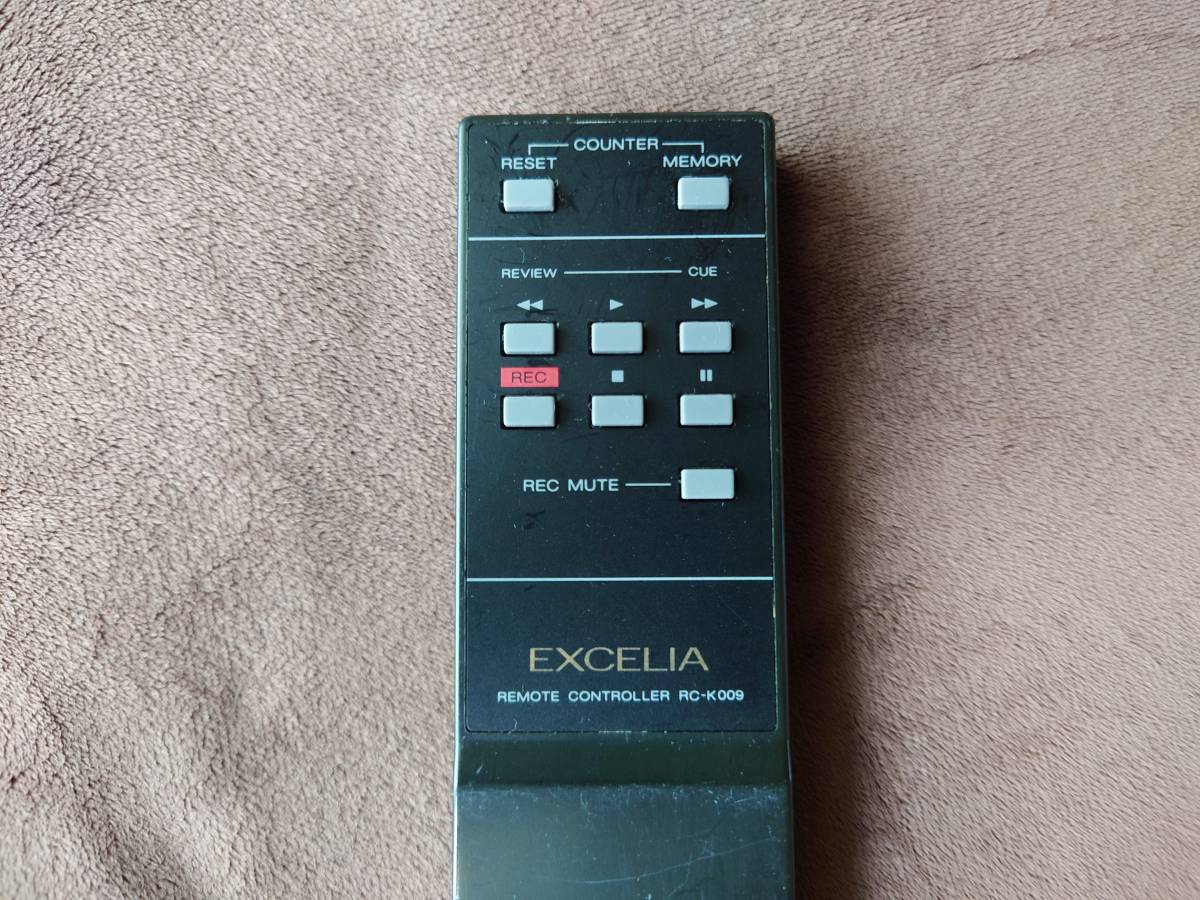 COUNTER
RESET MEMORY
REVIEW CUE
REC
REC MUTE
EXCELIA
REMOTE CONTROLLER RC-K009